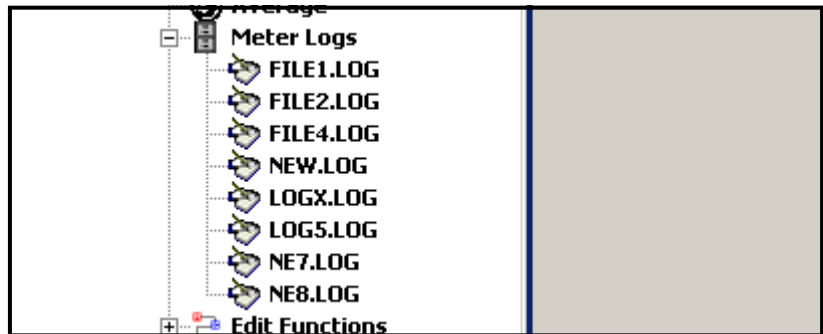 Average
Meter Logs
FILE1.LOG
FILE2.LOG
FILE4.LOG
NEW.LOG
LOGX.LOG
LOG5.LOG
NE7.LOG
NE8.LOG
Edit Functions